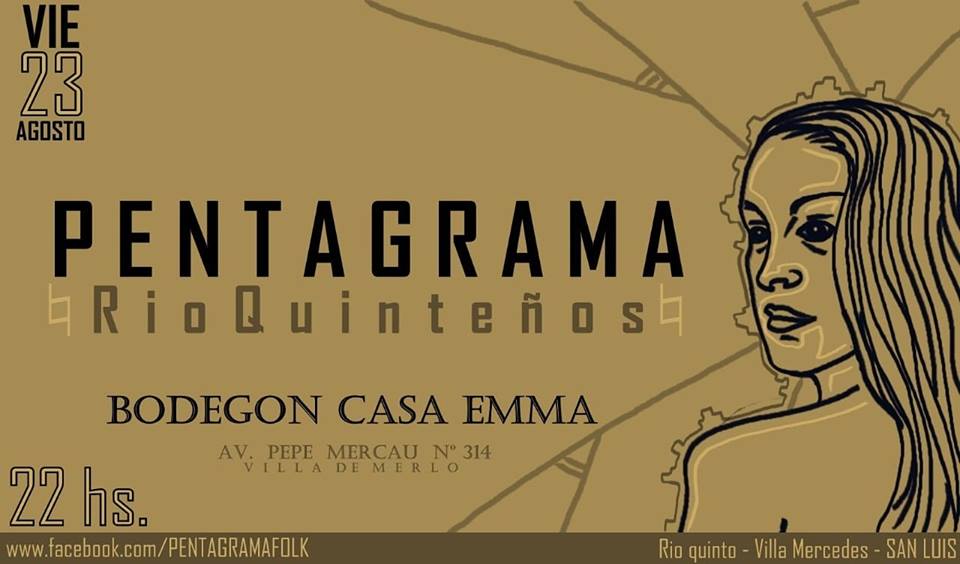 VIE
23
AGOSTO
PENTAGRAMA
♮RioQuinteños♮
BODEGON CASA EMMA
AV. PEPE MERCAU Nº 314
VILLA DE MERLO
22 hs.
www.facebook.com/PENTAGRAMAFOLK
Rio quinto - Villa Mercedes - SAN LUIS